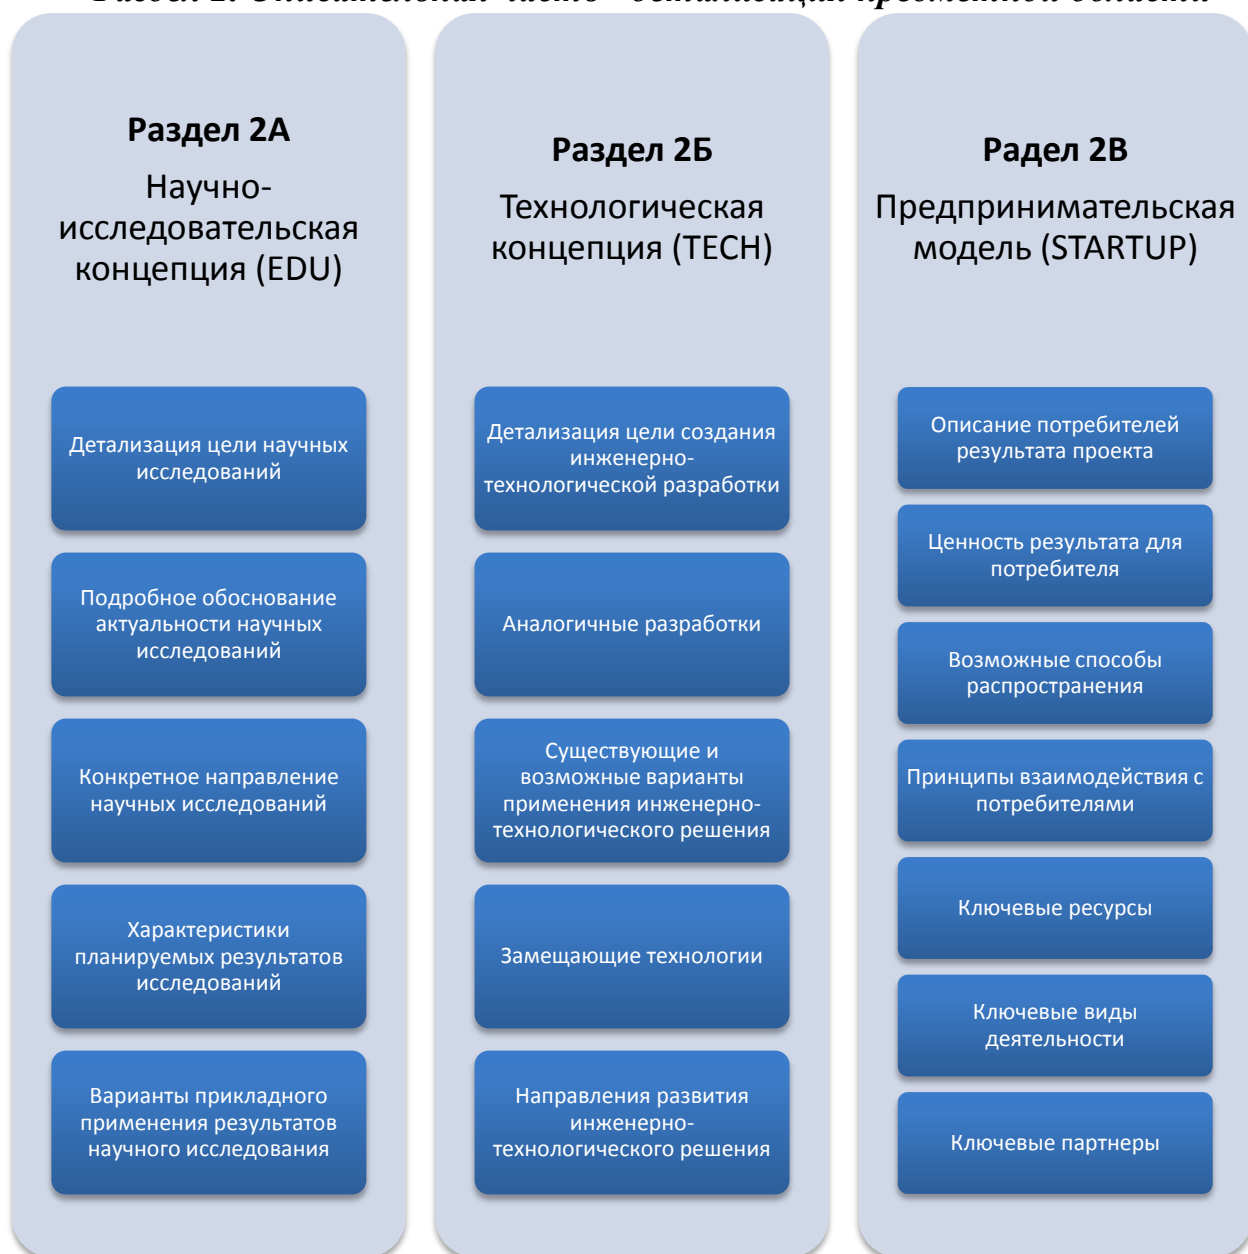 Раздел 2А
Научно-
исследовательская
концепция (EDU)
Детализация цели научных
исследований
Подробное обоснование
актуальности научных
исследований
Конкретное направление
научных исследований
Характеристики
планируемых результатов
исследований
Варианты прикладного
применения результатов
научного исследования
Раздел 2Б
Технологическая
концепция (TECH)
Детализация цели создания
инженерно-
технологической разработки
Аналогичные разработки
Существующие и
возможные варианты
применения инженерно-
технологического решения
Замещающие технологии
Направления развития
инженерно-
технологического решения
Радел 2В
Предпринимательская
модель (STARTUP)
Описание потребителей
результата проекта
Ценность результата для
потребителя
Возможные способы
распространения
Принципы взаимодействия с
потребителями
Ключевые ресурсы
Ключевые виды
деятельности
Ключевые партнеры